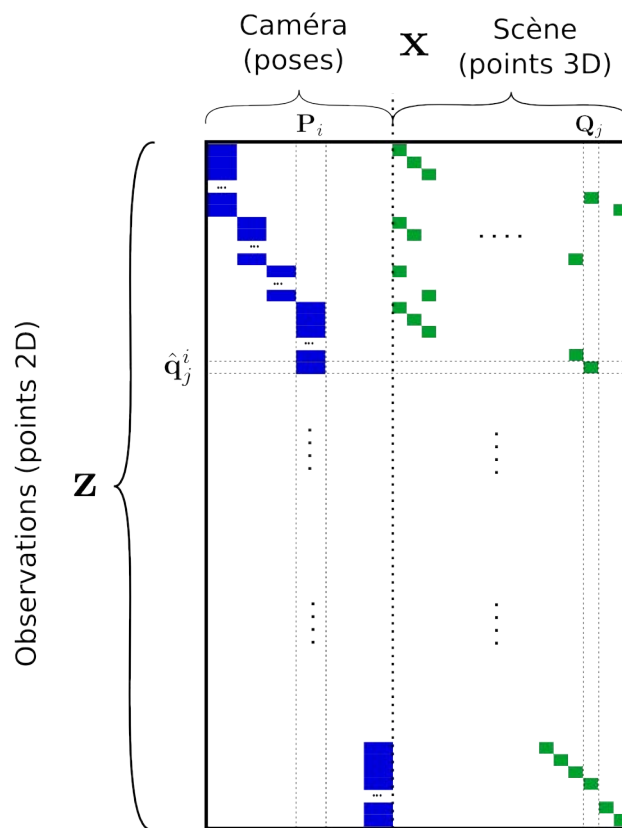 Caméra
(poses)
X
Scène
(points 3D)
P_i
Q_j
...
...
....
...
...
...
q̂_j^i
Observations (points 2D)
Z
....
....
....
....
...